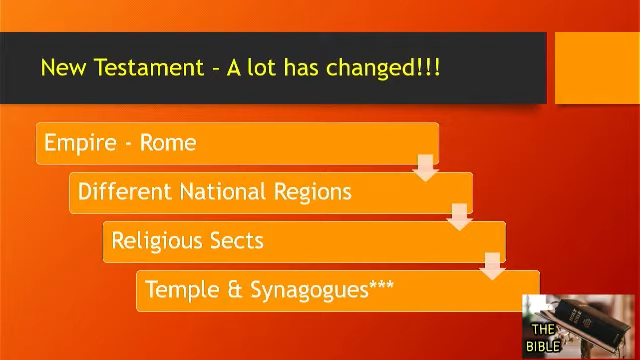 New Testament – A lot has changed!!!
Empire - Rome
Different National Regions
Religious Sects
Temple & Synagogues***
THE
BIBLE